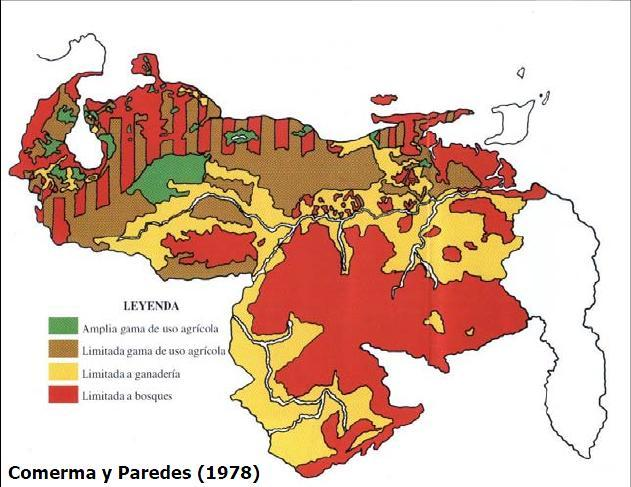 LEYENDA
Amplia gama de uso agrícola
Limitada gama de uso agrícola
Limitada a ganadería
Limitada a bosques
Comerma y Paredes (1978)